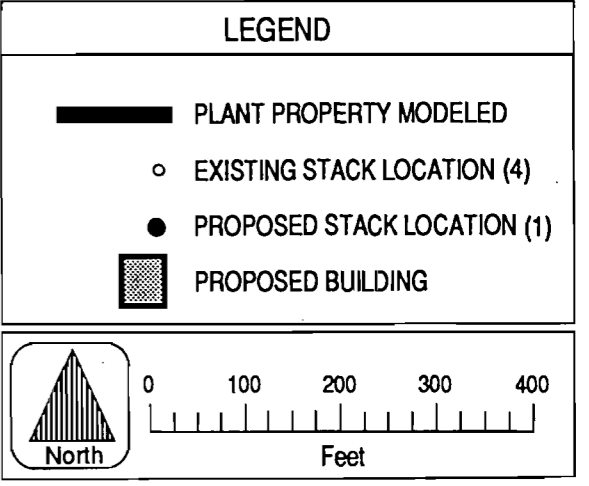 LEGEND
PLANT PROPERTY MODELED
EXISTING STACK LOCATION (4)
PROPOSED STACK LOCATION (1)
PROPOSED BUILDING
0 100 200 300 400
North
Feet